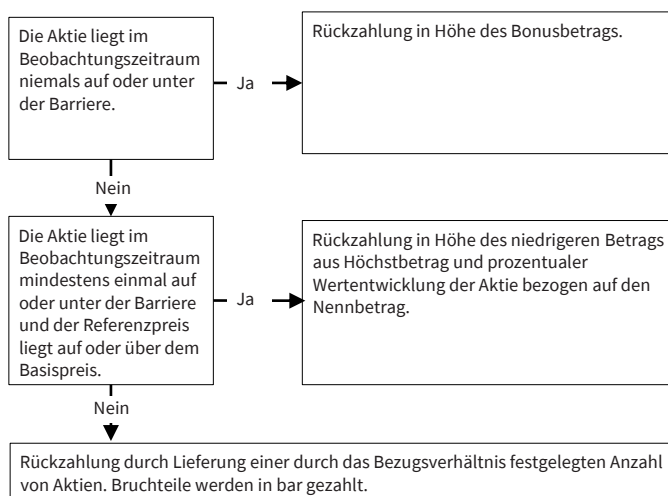 Die Aktie liegt im
Beobachtungszeitraum
niemals auf oder unter
der Barriere.
Ja
Rückzahlung in Höhe des Bonusbetrags.
Nein
Die Aktie liegt im
Beobachtungszeitraum
mindestens einmal auf
oder unter der Barriere
und der Referenzpreis
liegt auf oder über dem
Basispreis.
Ja
Rückzahlung in Höhe des niedrigeren Betrags
aus Höchstbetrag und prozentualer
Wertentwicklung der Aktie bezogen auf den
Nennbetrag.
Nein
Rückzahlung durch Lieferung einer durch das Bezugsverhältnis festgelegten Anzahl
von Aktien. Bruchteile werden in bar gezahlt.